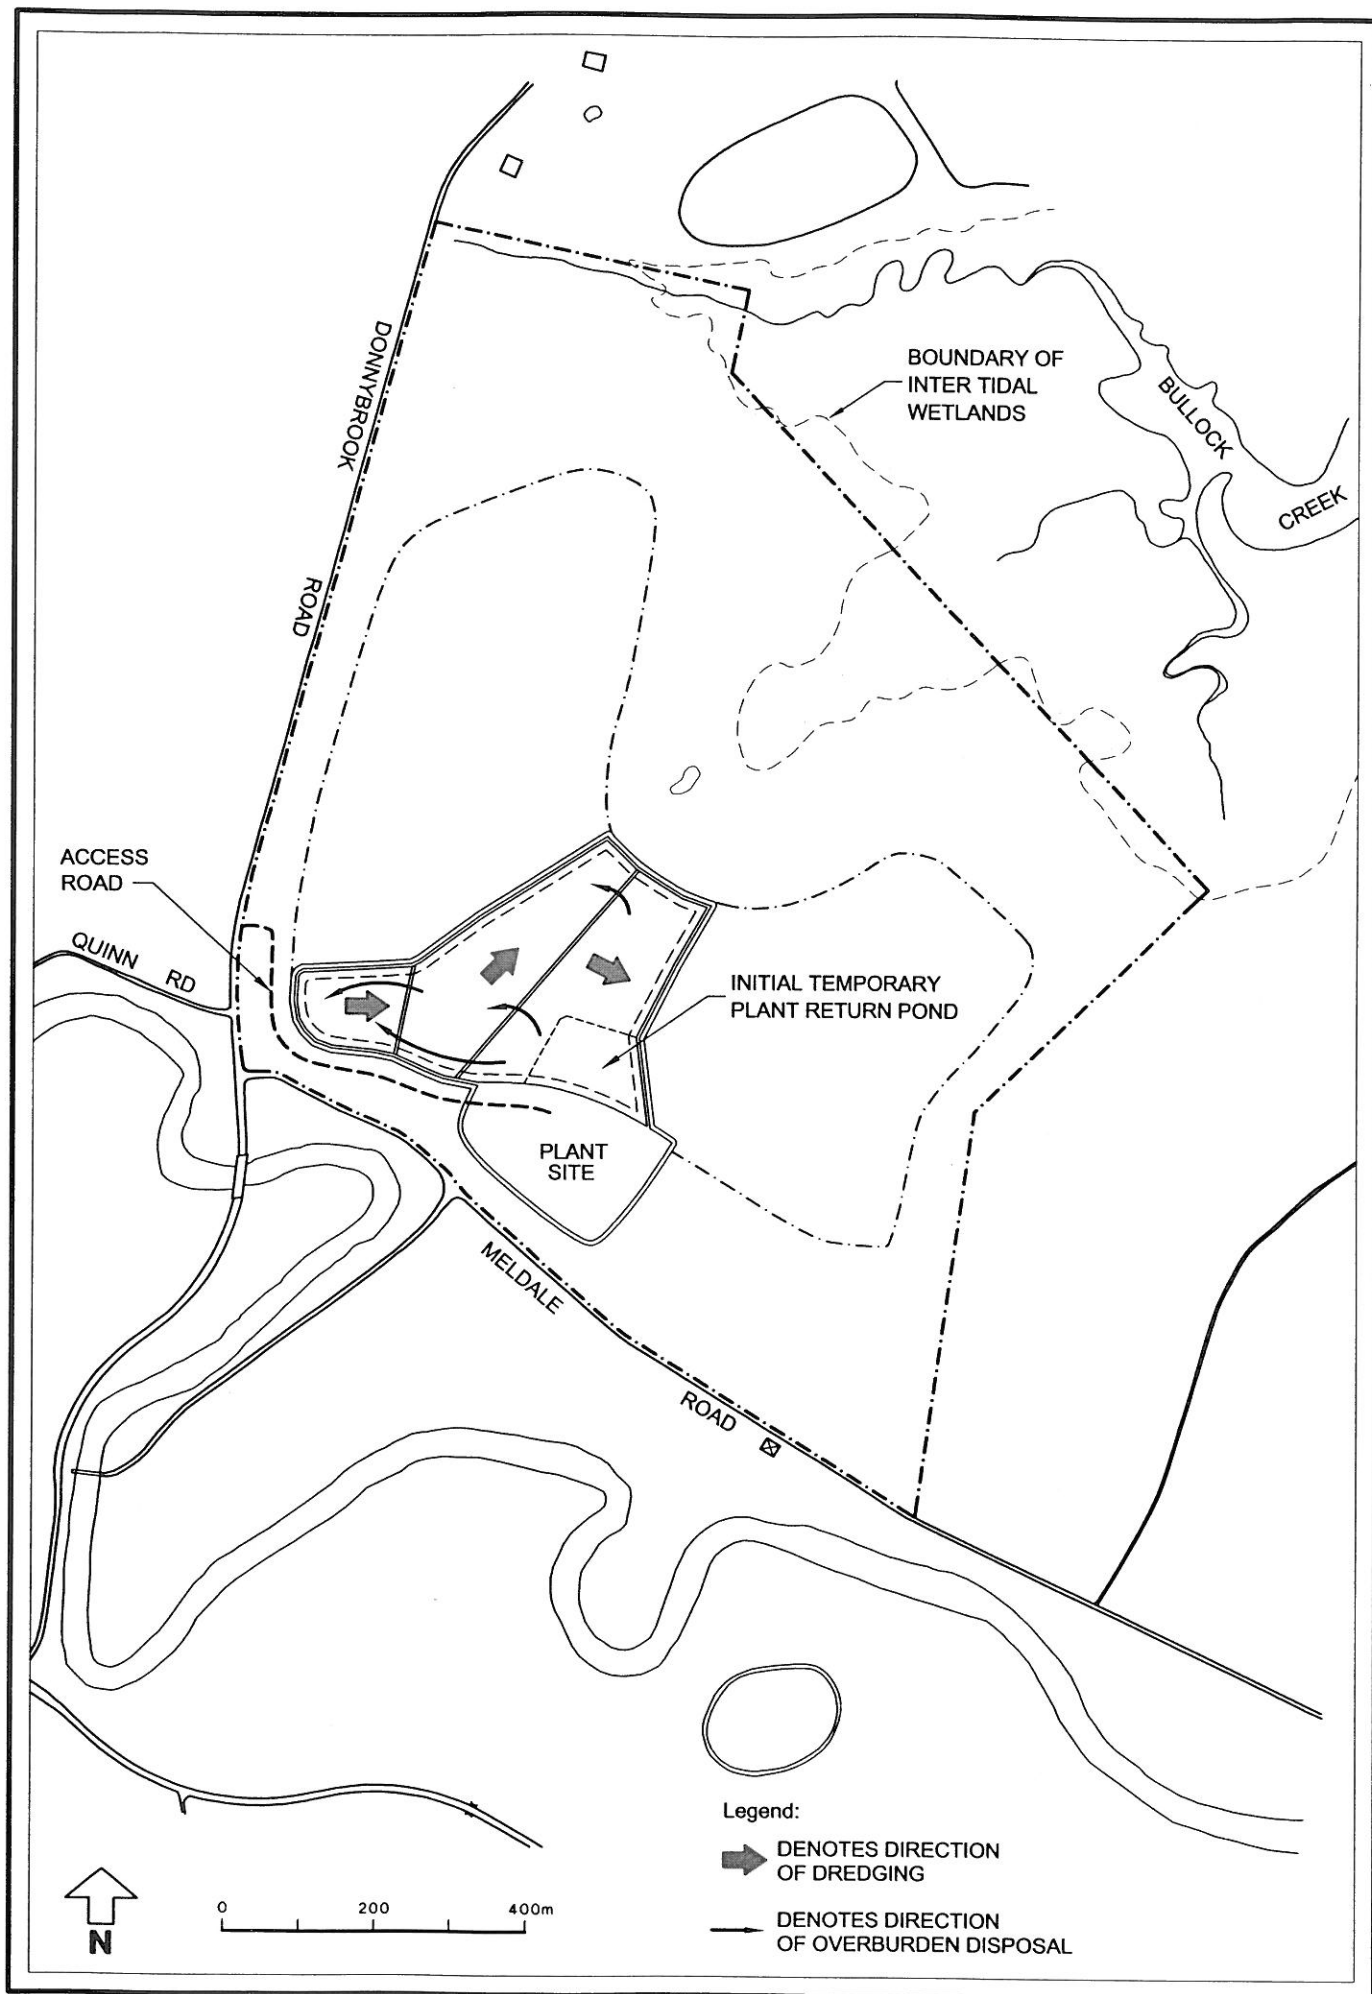 BOUNDARY OF
INTER TIDAL
WETLANDS
BULLOCK
CREEK
DONNYBROOK
ROAD
ACCESS
ROAD
QUINN RD
INITIAL TEMPORARY
PLANT RETURN POND
PLANT
SITE
MELDALE
ROAD
Legend:
DENOTES DIRECTION
OF DREDGING
DENOTES DIRECTION
OF OVERBURDEN DISPOSAL
N
0 200 400m